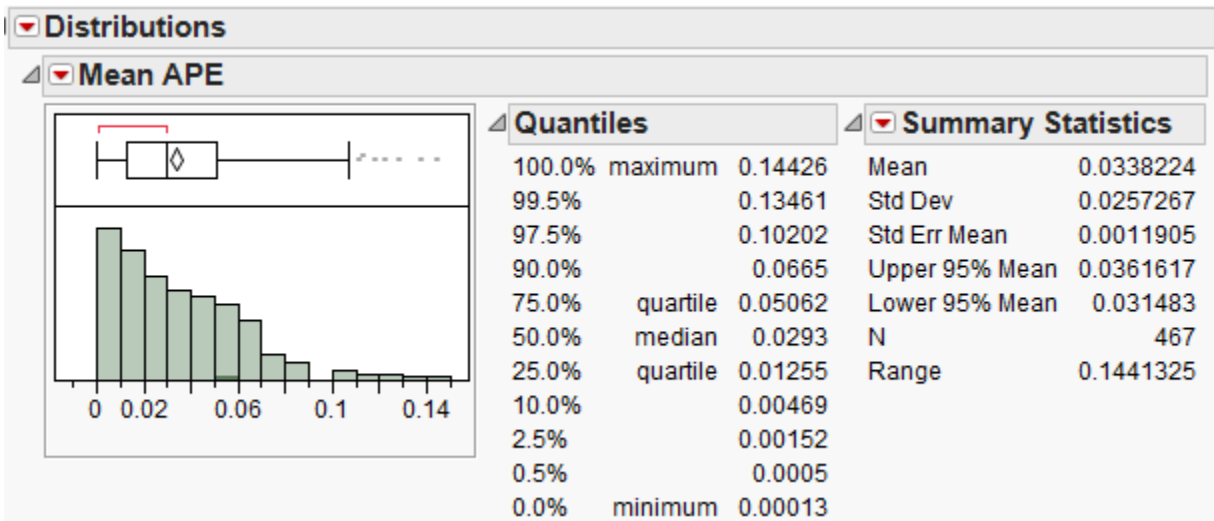 Distributions
Mean APE
0 0.02 0.06 0.1 0.14
Quantiles
100.0% maximum 0.14426
99.5% 0.13461
97.5% 0.10202
90.0% 0.0665
75.0% quartile 0.05062
50.0% median 0.0293
25.0% quartile 0.01255
10.0% 0.00469
2.5% 0.00152
0.5% 0.0005
0.0% minimum 0.00013
Summary Statistics
Mean 0.0338224
Std Dev 0.0257267
Std Err Mean 0.0011905
Upper 95% Mean 0.0361617
Lower 95% Mean 0.031483
N 467
Range 0.1441325